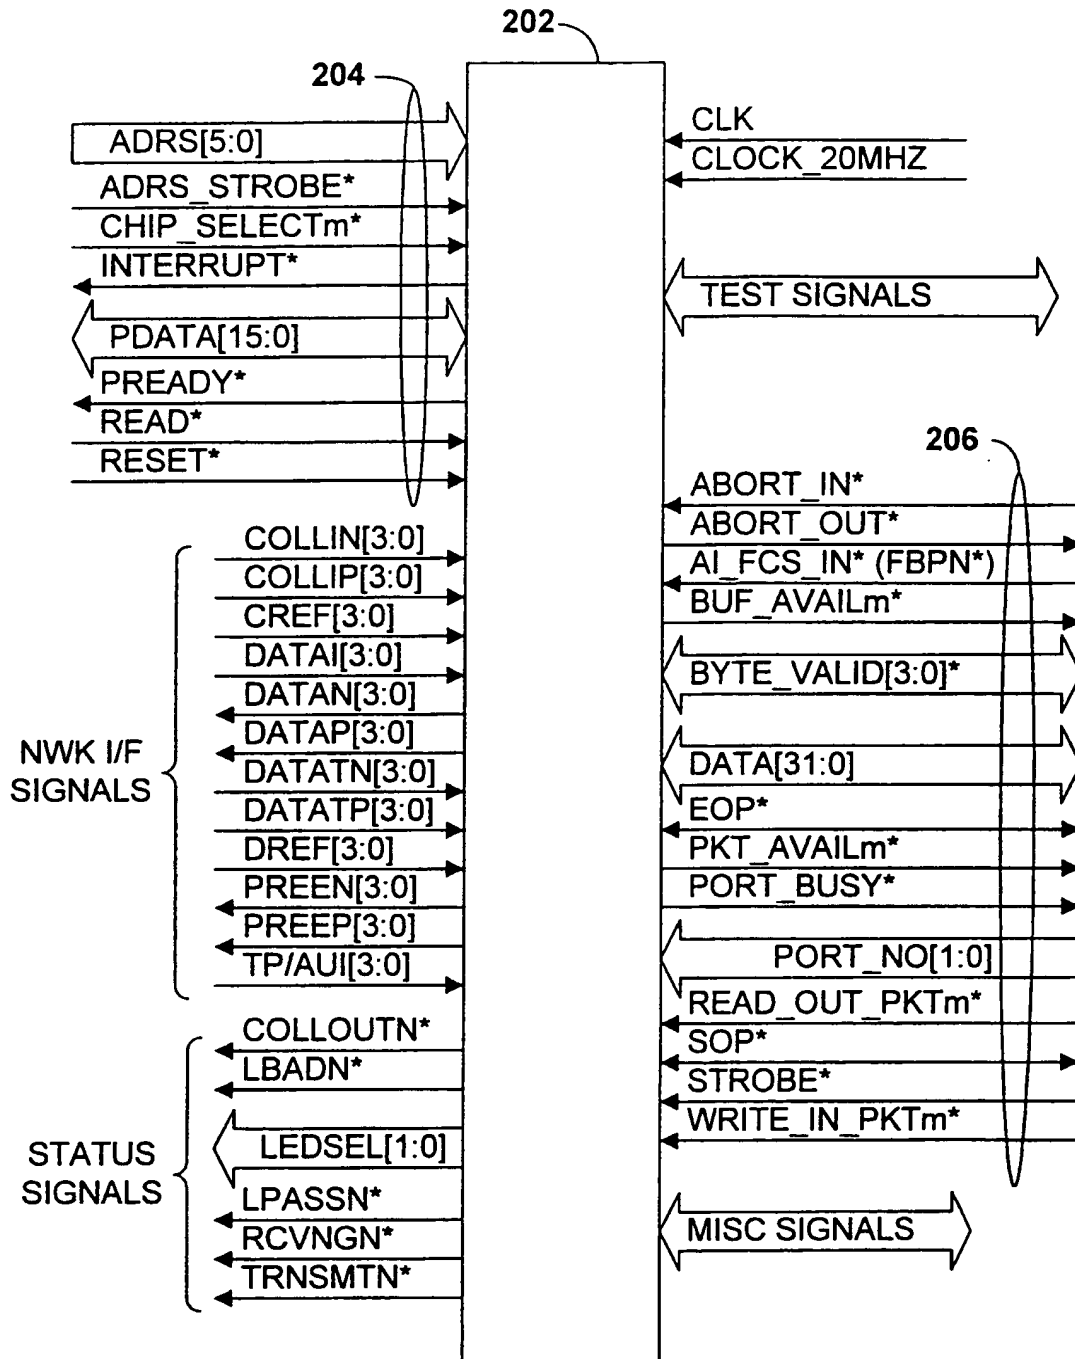 202
204
ADRS[5:0]
ADRS_STROBE*
CHIP_SELECTm*
INTERRUPT*
PDATA[15:0]
PREADY*
READ*
RESET*
NWK I/F
SIGNALS
COLLIN[3:0]
COLLIP[3:0]
CREF[3:0]
DATAI[3:0]
DATAN[3:0]
DATAP[3:0]
DATATN[3:0]
DATATP[3:0]
DREF[3:0]
PREEN[3:0]
PREEP[3:0]
TP/AUI[3:0]
STATUS
SIGNALS
COLLOUTN*
LBADN*
LEDSEL[1:0]
LPASSN*
RCVNGN*
TRNSMTN*
CLK
CLOCK_20MHZ
TEST SIGNALS
206
ABORT_IN*
ABORT_OUT*
AI_FCS_IN* (FBPN*)
BUF_AVAILm*
BYTE_VALID[3:0]*
DATA[31:0]
EOP*
PKT_AVAILm*
PORT_BUSY*
PORT_NO[1:0]
READ_OUT_PKTm*
SOP*
STROBE*
WRITE_IN_PKTm*
MISC SIGNALS